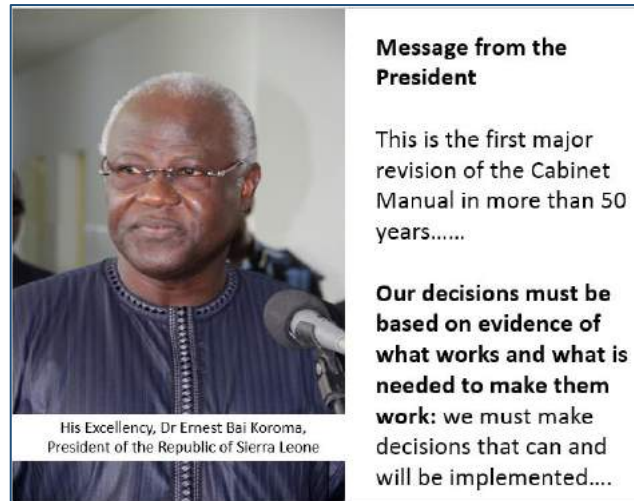 Message from the
President
This is the first major
revision of the Cabinet
Manual in more than 50
years......
Our decisions must be
based on evidence of
what works and what is
needed to make them
work: we must make
decisions that can and
will be implemented....
His Excellency, Dr Ernest Bai Koroma,
President of the Republic of Sierra Leone